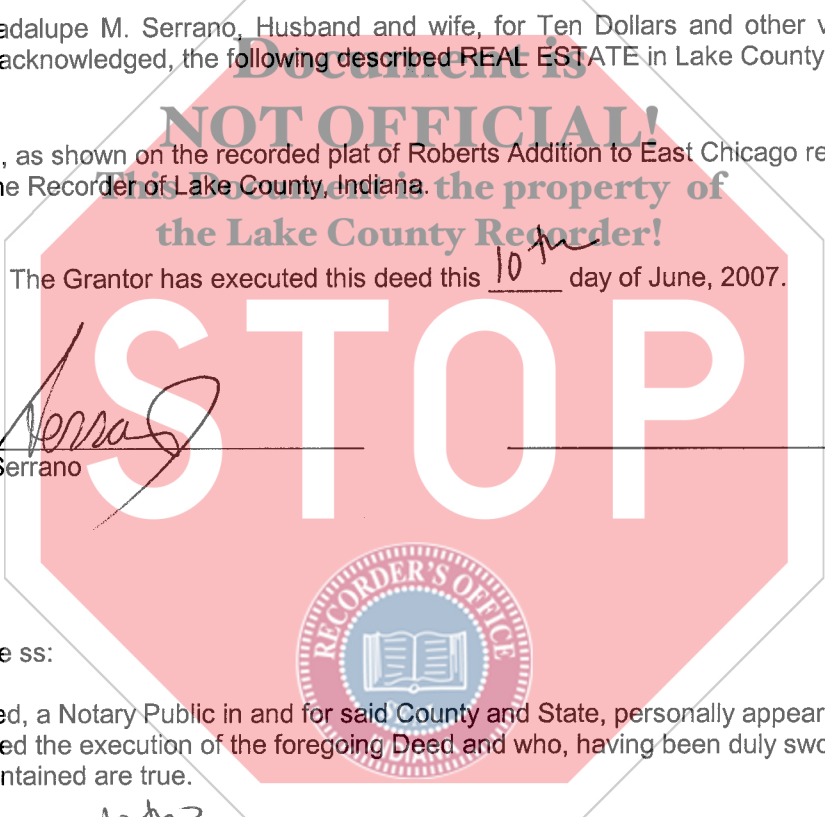 adalupe M. Serrano, Husband and wife, for Ten Dollars and other v
acknowledged, the following described REAL ESTATE in Lake County
Document is
NOT OFFICIAL!
, as shown on the recorded plat of Roberts Addition to East Chicago re
ne Recorder of Lake County, Indiana.
This Document is the property of
the Lake County Recorder!
The Grantor has executed this deed this 10th day of June, 2007.
STOP
Serrano
Serrano
RECORDER'S OFFICE
e ss:
ed, a Notary Public in and for said County and State, personally appear
ed the execution of the foregoing Deed and who, having been duly swo
INDIANA
ntained are true.